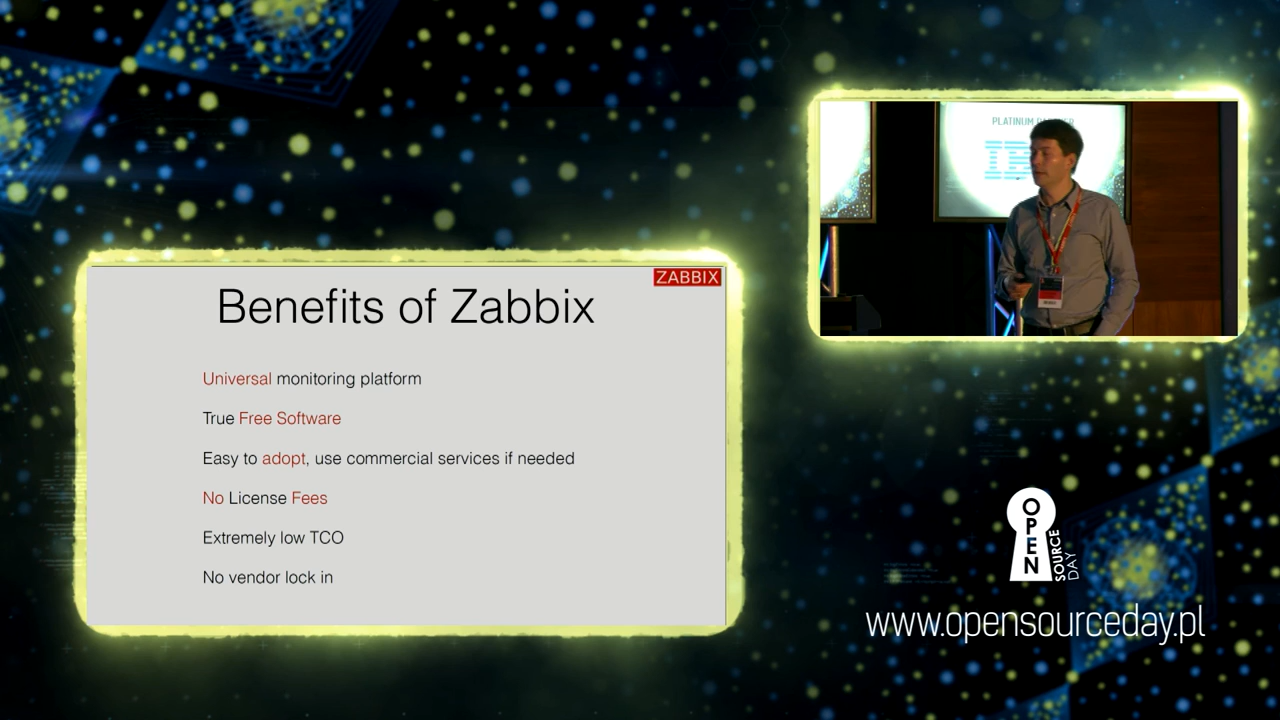 ZABBIX
Benefits of Zabbix
Universal monitoring platform
True Free Software
Easy to adopt, use commercial services if needed
No License Fees
Extremely low TCO
No vendor lock in
PLATINUM
OPEN
SOURCE
DAY
www.opensourceday.pl